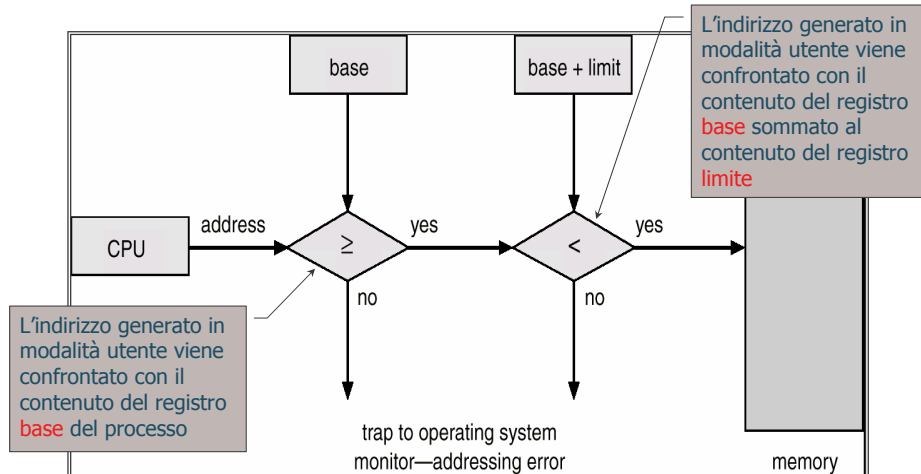 L'indirizzo generato in
modalità utente viene
confrontato con il
contenuto del registro
base sommato al
contenuto del registro
limite
base
base + limit
address
CPU
≥
yes
<
yes
no
no
L'indirizzo generato in
modalità utente viene
confrontato con il
contenuto del registro
base del processo
trap to operating system
monitor—addressing error
memory